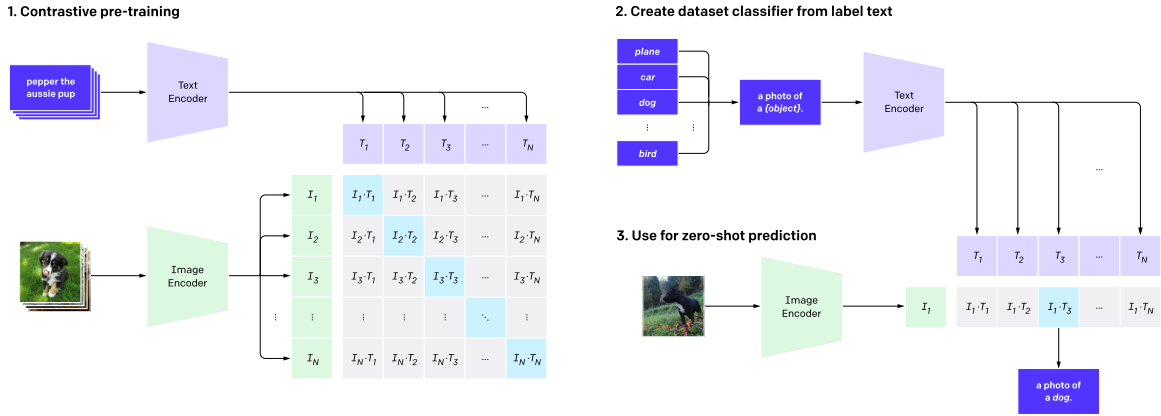 1. Contrastive pre-training
pepper the
aussie pup
Text
Encoder
...
T1 T2 T3 ... TN
I1 I1·T1 I1·T2 I1·T3 ... I1·TN
I2 I2·T1 I2·T2 I2·T3 ... I2·TN
Image
Encoder
I3 I3·T1 I3·T2 I3·T3 ... I3·TN
⋮ ⋮ ⋮ ⋮ ⋮ ⋱ ⋮
IN IN·T1 IN·T2 IN·T3 ... IN·TN
2. Create dataset classifier from label text
plane
car
dog
⋮ ⋮
bird
a photo of
a {object}.
Text
Encoder
...
3. Use for zero-shot prediction
T1 T2 T3 ... TN
Image
Encoder
I1 I1·T1 I1·T2 I1·T3 ... I1·TN
a photo of
a dog.